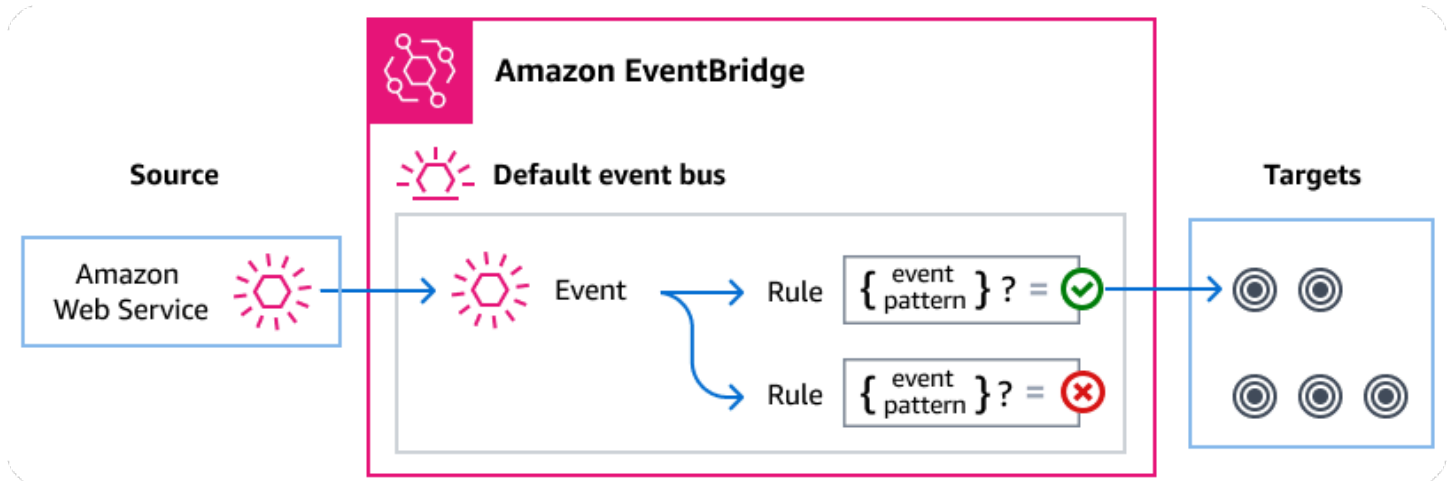 Amazon EventBridge
Source
Default event bus
Targets
Amazon
Web Service
Event
Rule
{ event
pattern } ? =
Rule
{ event
pattern } ? =